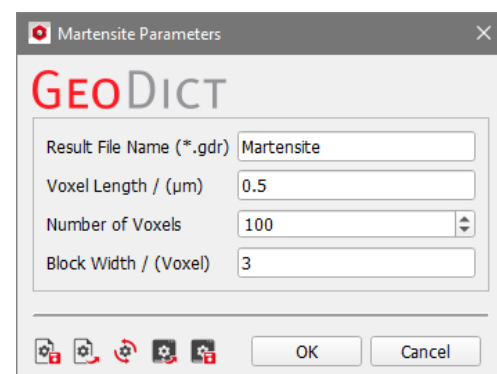 Martensite Parameters
GEODICT
Result File Name (*.gdr) Martensite
Voxel Length / (µm) 0.5
Number of Voxels 100
Block Width / (Voxel) 3
OK Cancel